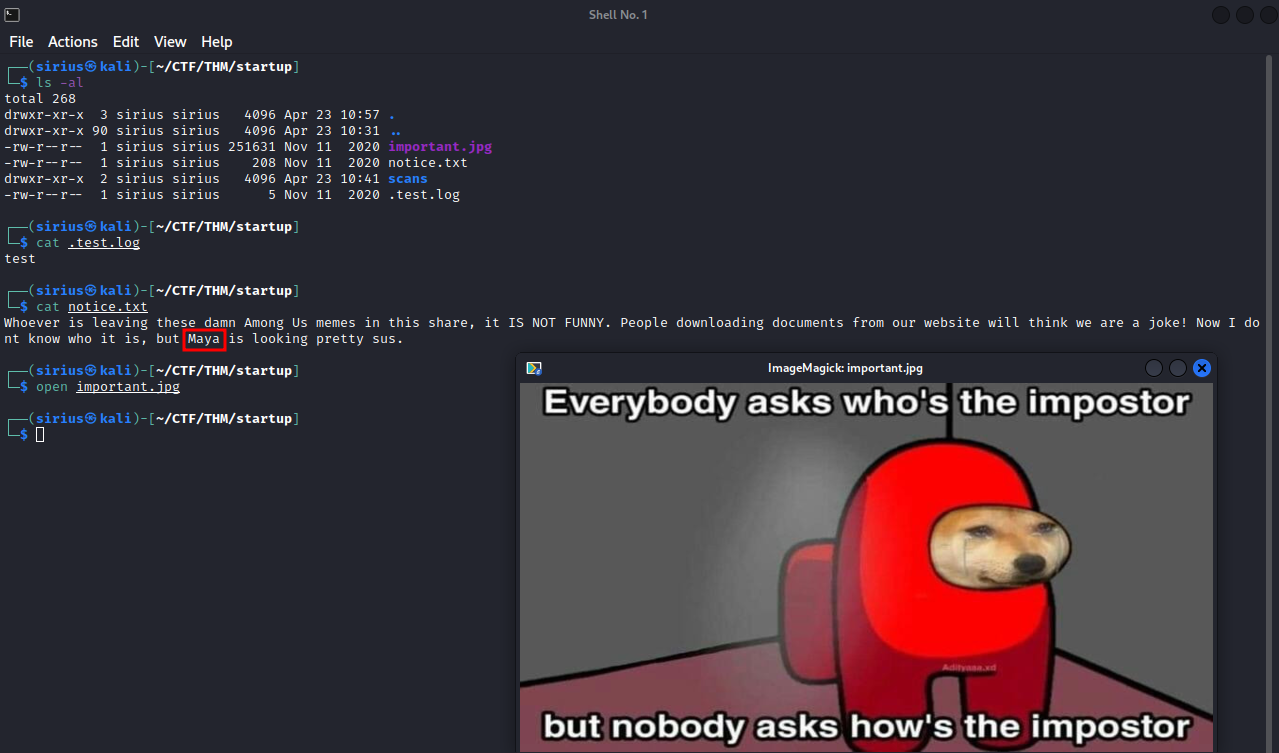 Shell No. 1
File Actions Edit View Help
┌──(sirius㉿kali)-[~/CTF/THM/startup]
└─$ ls -al
total 268
drwxr-xr-x  3 sirius sirius   4096 Apr 23 10:57 .
drwxr-xr-x 90 sirius sirius   4096 Apr 23 10:31 ..
-rw-r--r--  1 sirius sirius 251631 Nov 11  2020 important.jpg
-rw-r--r--  1 sirius sirius    208 Nov 11  2020 notice.txt
drwxr-xr-x  2 sirius sirius   4096 Apr 23 10:41 scans
-rw-r--r--  1 sirius sirius      5 Nov 11  2020 .test.log
┌──(sirius㉿kali)-[~/CTF/THM/startup]
└─$ cat .test.log
test
┌──(sirius㉿kali)-[~/CTF/THM/startup]
└─$ cat notice.txt
Whoever is leaving these damn Among Us memes in this share, it IS NOT FUNNY. People downloading documents from our website will think we are a joke! Now I do
nt know who it is, but Maya is looking pretty sus.
┌──(sirius㉿kali)-[~/CTF/THM/startup]
└─$ open important.jpg
┌──(sirius㉿kali)-[~/CTF/THM/startup]
└─$
ImageMagick: important.jpg
Everybody asks who's the impostor
Adityaaa.xd
but nobody asks how's the impostor